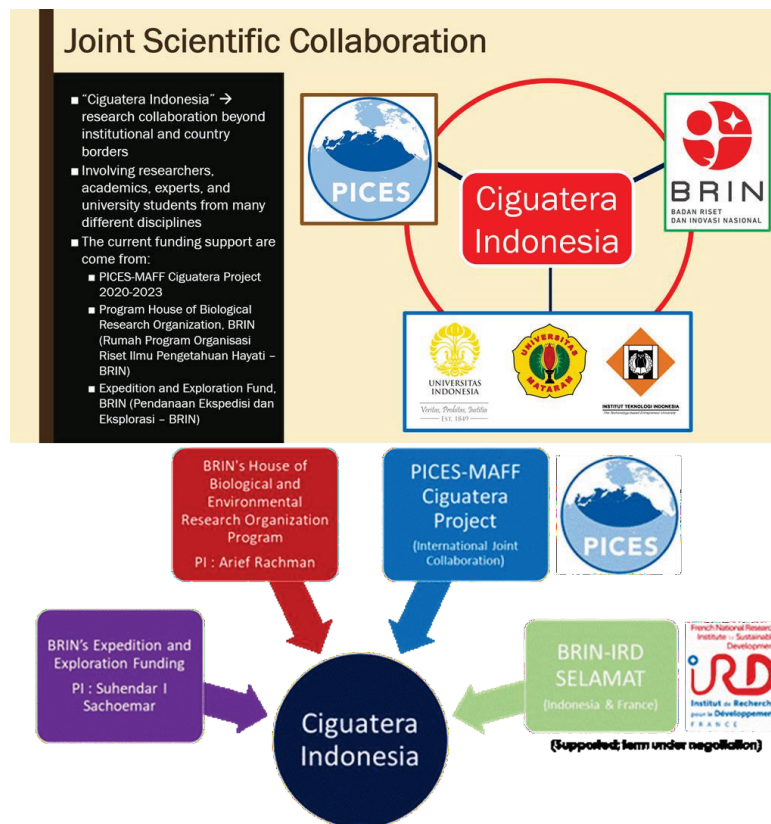 Joint Scientific Collaboration
"Ciguatera Indonesia" →
research collaboration beyond
institutional and country
borders
Involving researchers,
academics, experts, and
university students from many
different disciplines
The current funding support are
come from:
PICES-MAFF Ciguatera Project
2020-2023
Program House of Biological
Research Organization, BRIN
(Rumah Program Organisasi
Riset Ilmu Pengetahuan Hayati –
BRIN)
Expedition and Exploration Fund,
BRIN (Pendanaan Ekspedisi dan
Eksplorasi – BRIN)
PICES
Ciguatera
Indonesia
BRIN
BADAN RISET
DAN INOVASI NASIONAL
UNIVERSITAS
INDONESIA
Veritas, Probitas, Iustitia
EST. 1849
UNIVERSITAS
MATARAM
INSTITUT TEKNOLOGI INDONESIA
BRIN's House of
Biological and
Environmental
Research Organization
Program
PI : Arief Rachman
PICES-MAFF
Ciguatera
Project
(International Joint
Collaboration)
PICES
BRIN's Expedition and
Exploration Funding
PI : Suhendar I
Sachoemar
Ciguatera
Indonesia
BRIN-IRD
SELAMAT
(Indonesia & France)
French National Research
Institute for Sustainable
Development
IRD
Institut de Recherche
pour le Développement
FRANCE
(Supported; term under negotiation)